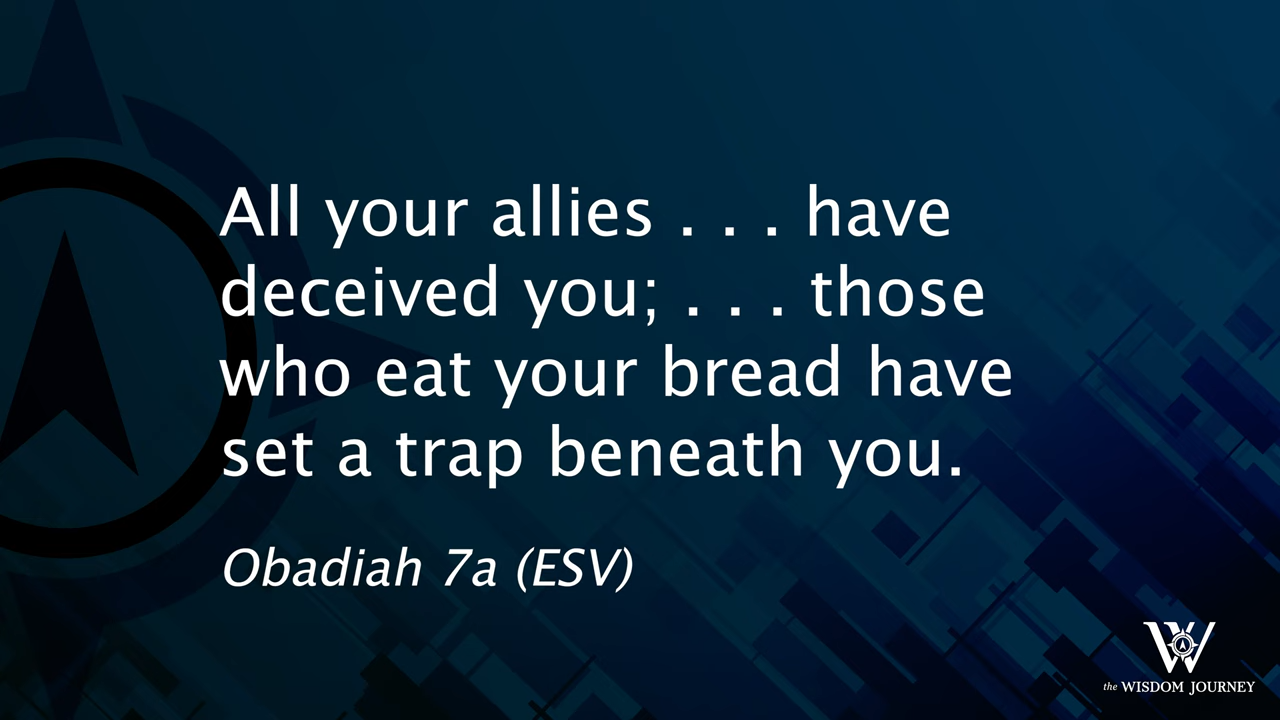 All your allies . . . have
deceived you; . . . those
who eat your bread have
set a trap beneath you.
Obadiah 7a (ESV)
W
the WISDOM JOURNEY